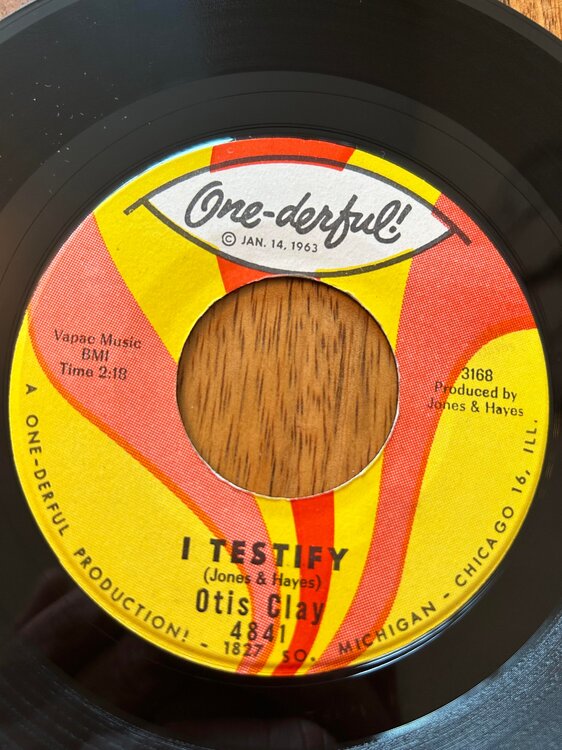 One-derful!
© JAN. 14, 1963
Vapac Music
BMI
Time 2:18
3168
Produced by
Jones & Hayes
I TESTIFY
(Jones & Hayes)
Otis Clay
4841
A ONE-DERFUL PRODUCTION! - 1827 SO. MICHIGAN - CHICAGO 16, ILL.